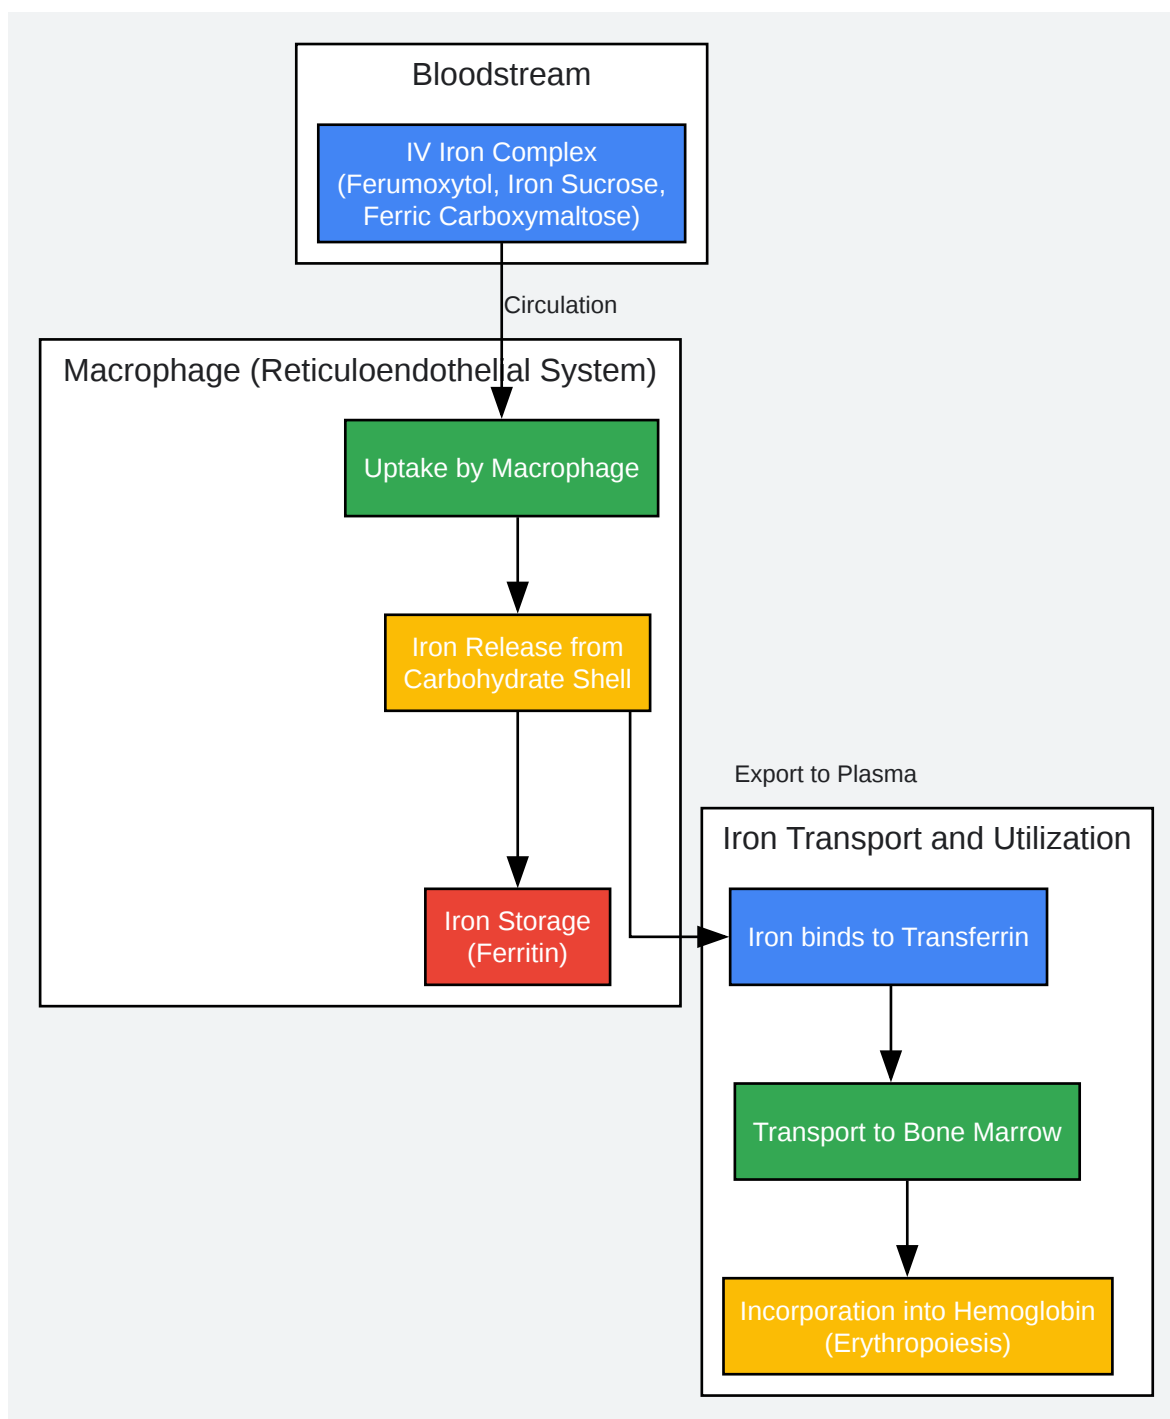 Bloodstream
IV Iron Complex
(Ferumoxytol, Iron Sucrose,
Ferric Carboxymaltose)
Circulation
Macrophage (Reticuloendothelial System)
Uptake by Macrophage
Iron Release from
Carbohydrate Shell
Export to Plasma
Iron Storage
(Ferritin)
Iron Transport and Utilization
Iron binds to Transferrin
Transport to Bone Marrow
Incorporation into Hemoglobin
(Erythropoiesis)